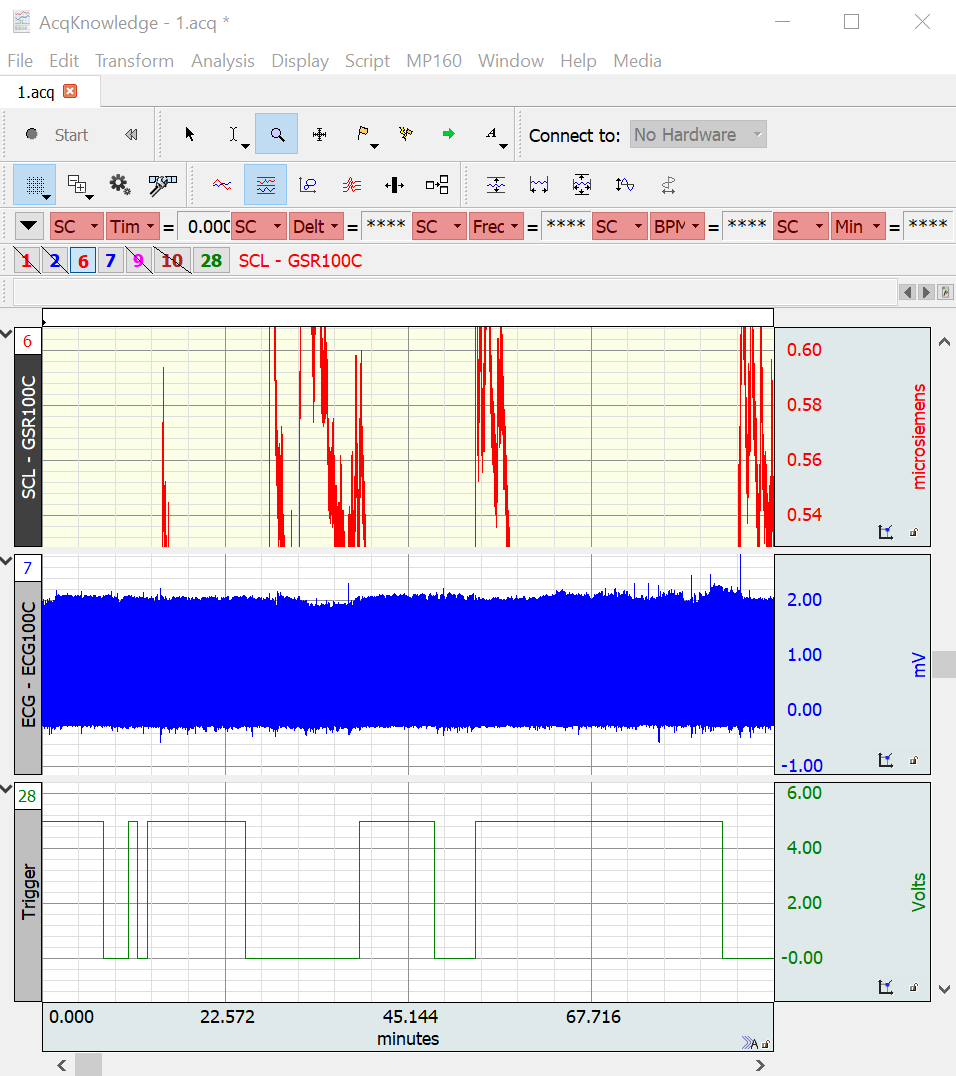 AcqKnowledge - 1.acq *
File Edit Transform Analysis Display Script MP160 Window Help Media
1.acq
Start Connect to: No Hardware
SC Tim = 0.000 SC Delt = **** SC Frec = **** SC BPM = **** SC Min = ****
1 2 6 7 9 10 28 SCL - GSR100C
6
SCL - GSR100C
0.60
0.58
0.56
0.54
microsiemens
7
ECG - ECG100C
2.00
1.00
0.00
-1.00
mV
28
Trigger
6.00
4.00
2.00
-0.00
Volts
0.000 22.572 45.144 67.716
minutes
A